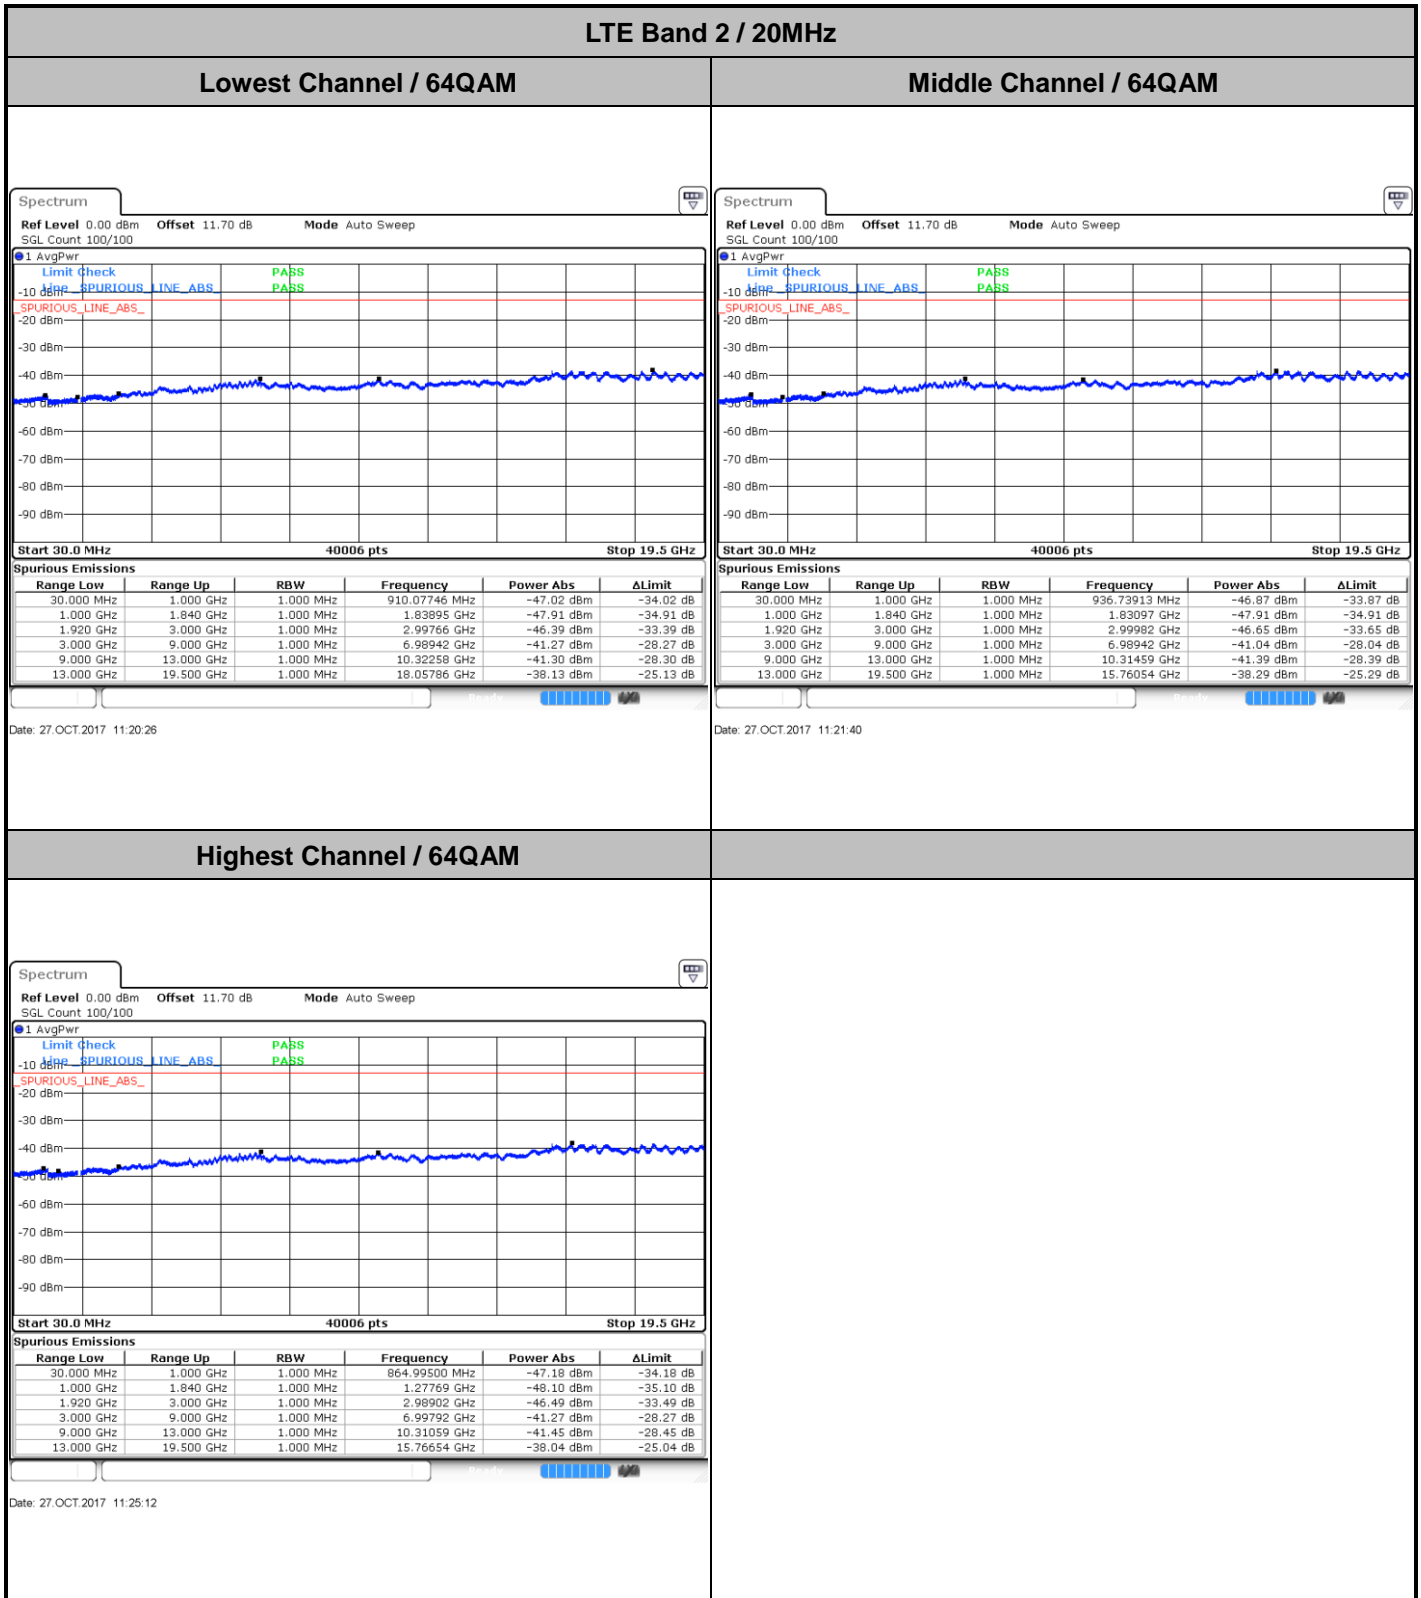 LTE Band 2 / 20MHz
Lowest Channel / 64QAM
Middle Channel / 64QAM
Spectrum
Ref Level 0.00 dBm Offset 11.70 dB Mode Auto Sweep
SGL Count 100/100
1 AvgPwr
Limit Check PASS
Line _SPURIOUS_LINE_ABS_ PASS
-10 dBm
_SPURIOUS_LINE_ABS_
-20 dBm
-30 dBm
-40 dBm
-50 dBm
-60 dBm
-70 dBm
-80 dBm
-90 dBm
Start 30.0 MHz 40006 pts Stop 19.5 GHz
Spurious Emissions
Range Low Range Up RBW Frequency Power Abs ΔLimit
30.000 MHz 1.000 GHz 1.000 MHz 910.07746 MHz -47.02 dBm -34.02 dB
1.000 GHz 1.840 GHz 1.000 MHz 1.83895 GHz -47.91 dBm -34.91 dB
1.920 GHz 3.000 GHz 1.000 MHz 2.99766 GHz -46.39 dBm -33.39 dB
3.000 GHz 9.000 GHz 1.000 MHz 6.98942 GHz -41.27 dBm -28.27 dB
9.000 GHz 13.000 GHz 1.000 MHz 10.32258 GHz -41.30 dBm -28.30 dB
13.000 GHz 19.500 GHz 1.000 MHz 18.05786 GHz -38.13 dBm -25.13 dB
Ready
Date: 27.OCT.2017 11:20:26
Spectrum
Ref Level 0.00 dBm Offset 11.70 dB Mode Auto Sweep
SGL Count 100/100
1 AvgPwr
Limit Check PASS
Line _SPURIOUS_LINE_ABS_ PASS
-10 dBm
_SPURIOUS_LINE_ABS_
-20 dBm
-30 dBm
-40 dBm
-50 dBm
-60 dBm
-70 dBm
-80 dBm
-90 dBm
Start 30.0 MHz 40006 pts Stop 19.5 GHz
Spurious Emissions
Range Low Range Up RBW Frequency Power Abs ΔLimit
30.000 MHz 1.000 GHz 1.000 MHz 936.73913 MHz -46.87 dBm -33.87 dB
1.000 GHz 1.840 GHz 1.000 MHz 1.83097 GHz -47.91 dBm -34.91 dB
1.920 GHz 3.000 GHz 1.000 MHz 2.99982 GHz -46.65 dBm -33.65 dB
3.000 GHz 9.000 GHz 1.000 MHz 6.98942 GHz -41.04 dBm -28.04 dB
9.000 GHz 13.000 GHz 1.000 MHz 10.31459 GHz -41.39 dBm -28.39 dB
13.000 GHz 19.500 GHz 1.000 MHz 15.76054 GHz -38.29 dBm -25.29 dB
Ready
Date: 27.OCT.2017 11:21:40
Highest Channel / 64QAM
Spectrum
Ref Level 0.00 dBm Offset 11.70 dB Mode Auto Sweep
SGL Count 100/100
1 AvgPwr
Limit Check PASS
Line _SPURIOUS_LINE_ABS_ PASS
-10 dBm
_SPURIOUS_LINE_ABS_
-20 dBm
-30 dBm
-40 dBm
-50 dBm
-60 dBm
-70 dBm
-80 dBm
-90 dBm
Start 30.0 MHz 40006 pts Stop 19.5 GHz
Spurious Emissions
Range Low Range Up RBW Frequency Power Abs ΔLimit
30.000 MHz 1.000 GHz 1.000 MHz 864.99500 MHz -47.18 dBm -34.18 dB
1.000 GHz 1.840 GHz 1.000 MHz 1.27769 GHz -48.10 dBm -35.10 dB
1.920 GHz 3.000 GHz 1.000 MHz 2.98902 GHz -46.49 dBm -33.49 dB
3.000 GHz 9.000 GHz 1.000 MHz 6.99792 GHz -41.27 dBm -28.27 dB
9.000 GHz 13.000 GHz 1.000 MHz 10.31059 GHz -41.45 dBm -28.45 dB
13.000 GHz 19.500 GHz 1.000 MHz 15.76654 GHz -38.04 dBm -25.04 dB
Ready
Date: 27.OCT.2017 11:25:12